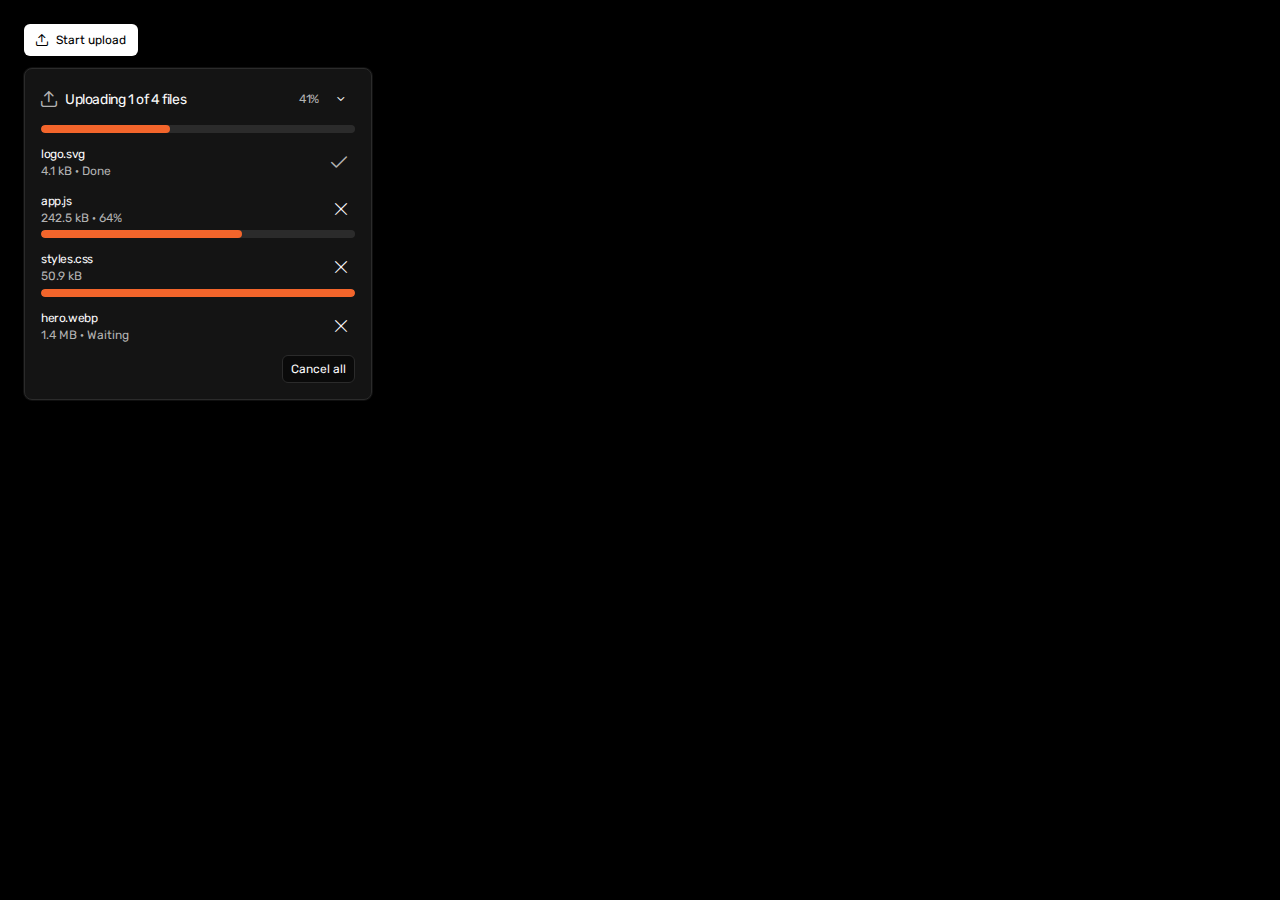 Start upload
Uploading 1 of 4 files 41%
logo.svg
4.1 kB • Done
app.js
242.5 kB • 64%
styles.css
50.9 kB
hero.webp
1.4 MB • Waiting
Cancel all